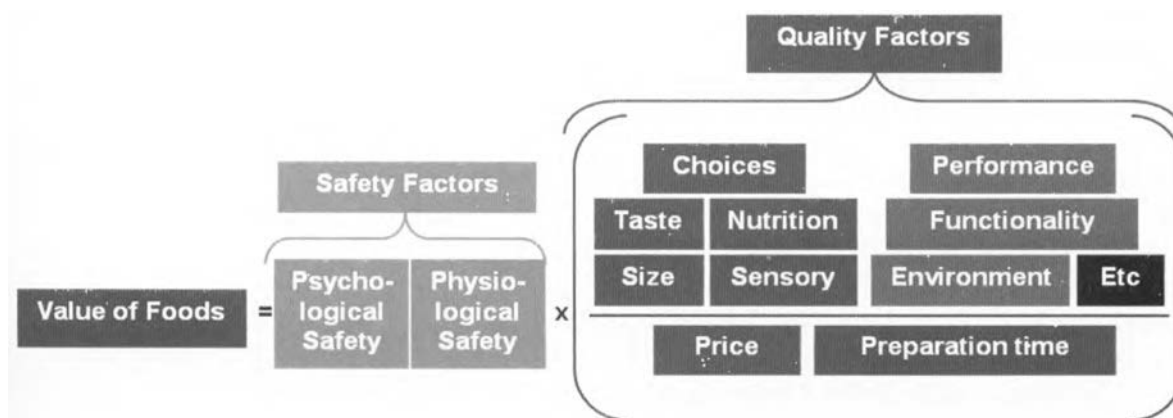 Quality Factors
Safety Factors
Choices
Performance
Taste
Nutrition
Functionality
Size
Sensory
Environment
Etc
Value of Foods
=
Psycho-
logical
Safety
Physio-
logical
Safety
x
Price
Preparation time